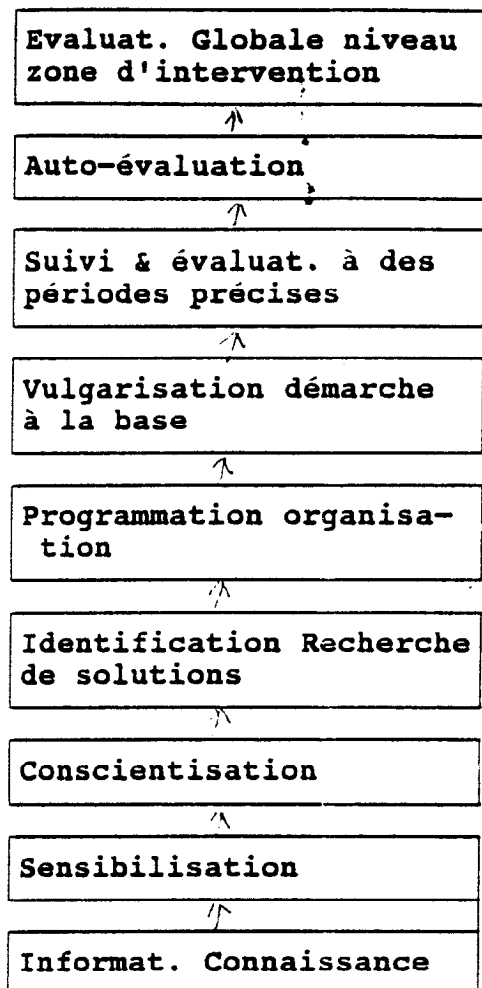 Evaluat. Globale niveau
zone d'intervention
Auto-évaluation
Suivi & évaluat. à des
périodes précises
Vulgarisation démarche
à la base
Programmation organisa-
tion
Identification Recherche
de solutions
Conscientisation
Sensibilisation
Informat. Connaissance